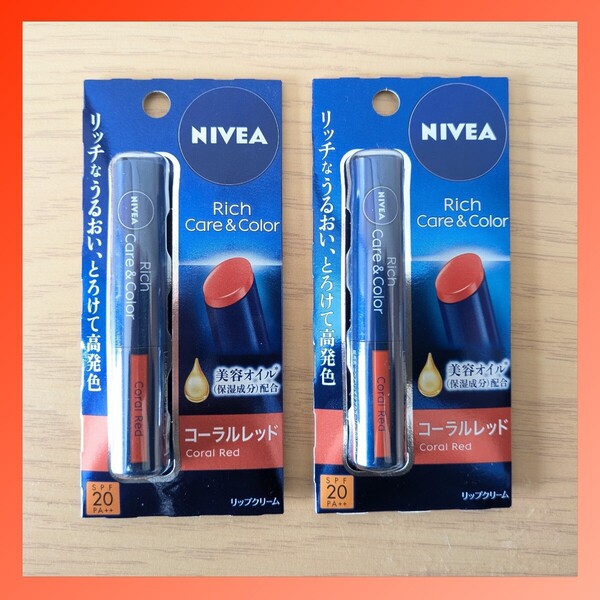 リッチなうるおい、とろけて高発色
NIVEA
Rich
Care & Color
NIVEA
Rich
Care & Color
Coral Red
美容オイル*
(保湿成分)配合
コーラルレッド
Coral Red
SPF
20
PA++
リップクリーム
リッチなうるおい、とろけて高発色
NIVEA
Rich
Care & Color
NIVEA
Rich
Care & Color
Coral Red
美容オイル*
(保湿成分)配合
コーラルレッド
Coral Red
SPF
20
PA++
リップクリーム